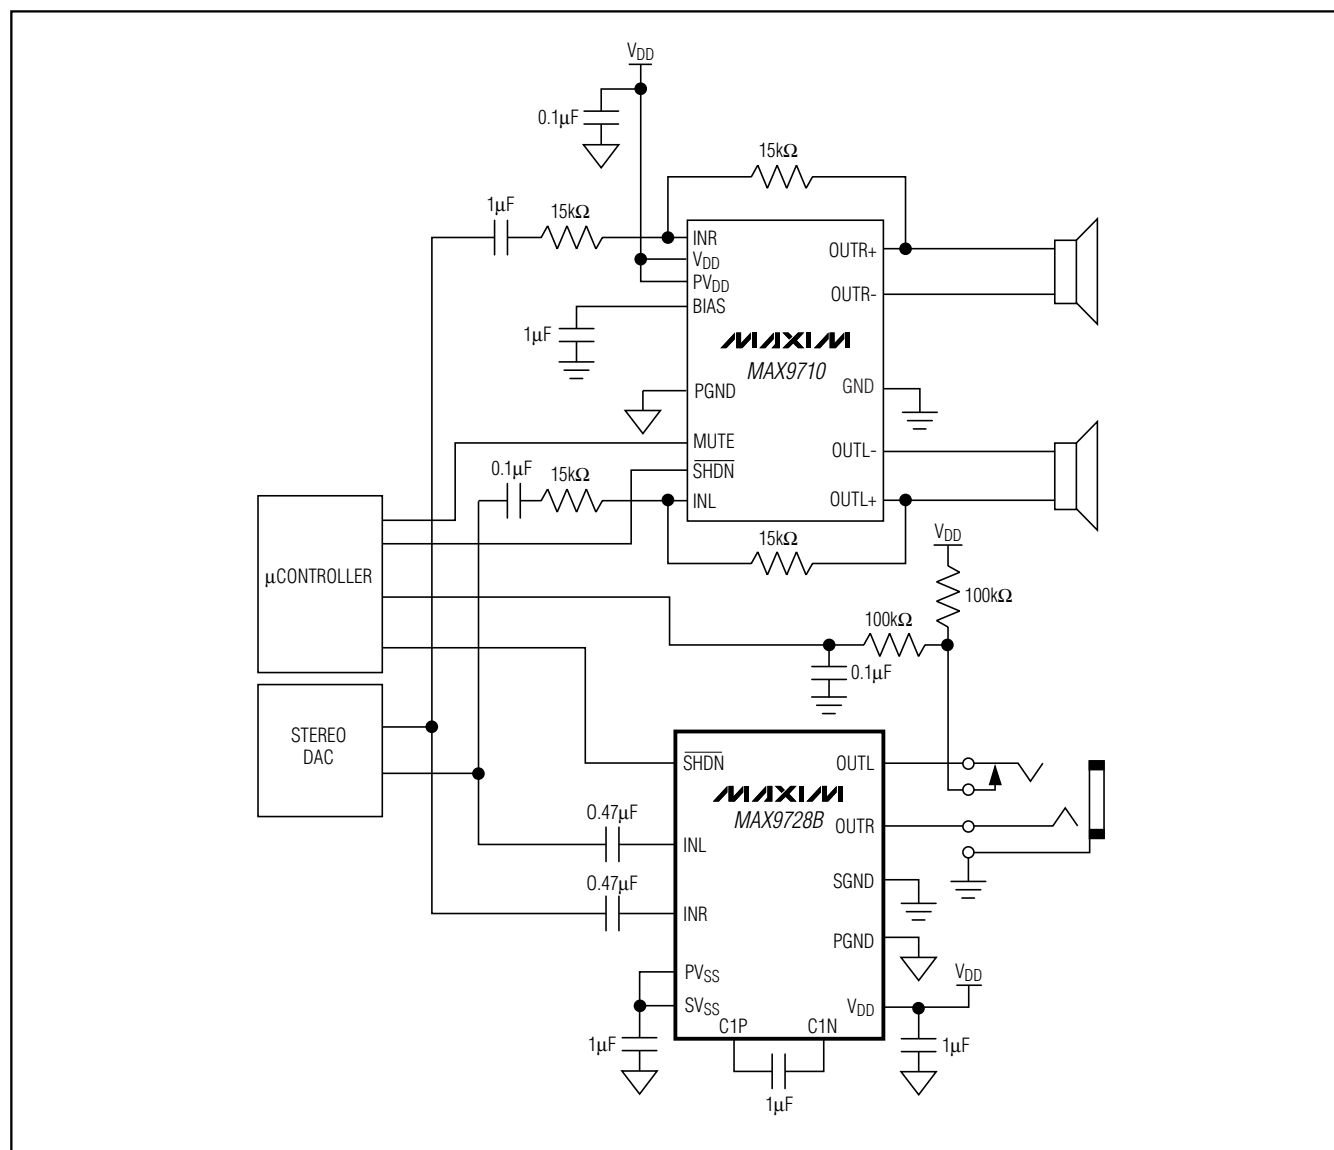 VDD
0.1μF
15kΩ
1μF
15kΩ
INR
VDD
PVDD
BIAS
OUTR+
OUTR-
1μF
MAXIM
MAX9710
PGND
GND
MUTE
SHDN
INL
OUTL-
OUTL+
0.1μF
15kΩ
15kΩ
VDD
100kΩ
100kΩ
0.1μF
μCONTROLLER
STEREO
DAC
SHDN
OUTL
MAXIM
MAX9728B
0.47μF
INL
OUTR
0.47μF
INR
SGND
PGND
PVSS
SVSS
VDD
VDD
C1P
C1N
1μF
1μF
1μF